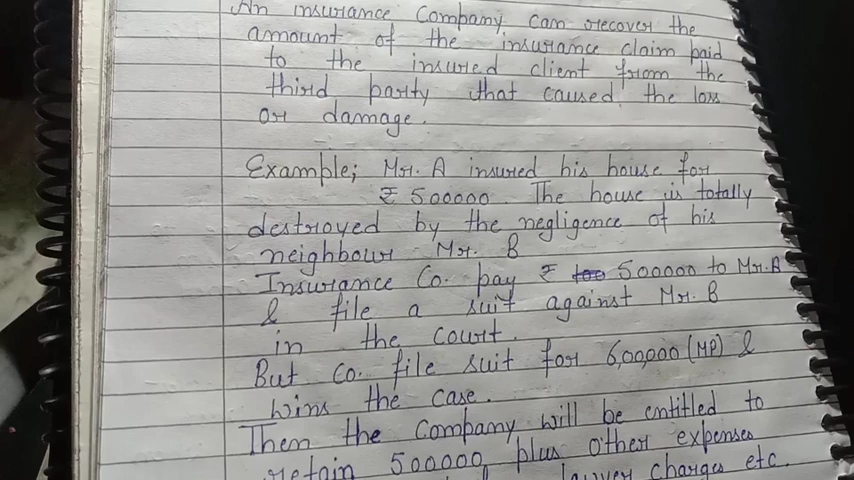 An insurance Company can recover the
amount of the insurance claim paid
to the insured client from the
third party that caused the loss
or damage.
Example; Mr. A insured his house for
₹ 500000. The house is totally
destroyed by the negligence of his
neighbour Mr. B
Insurance Co. pay ₹ 500000 to Mr. A
& file a suit against Mr. B
in the court.
But Co. file suit for 6,00,000 (MP) &
wins the case.
Then the Company will be entitled to
retain 500000 plus other expenses
lawyer charges etc.